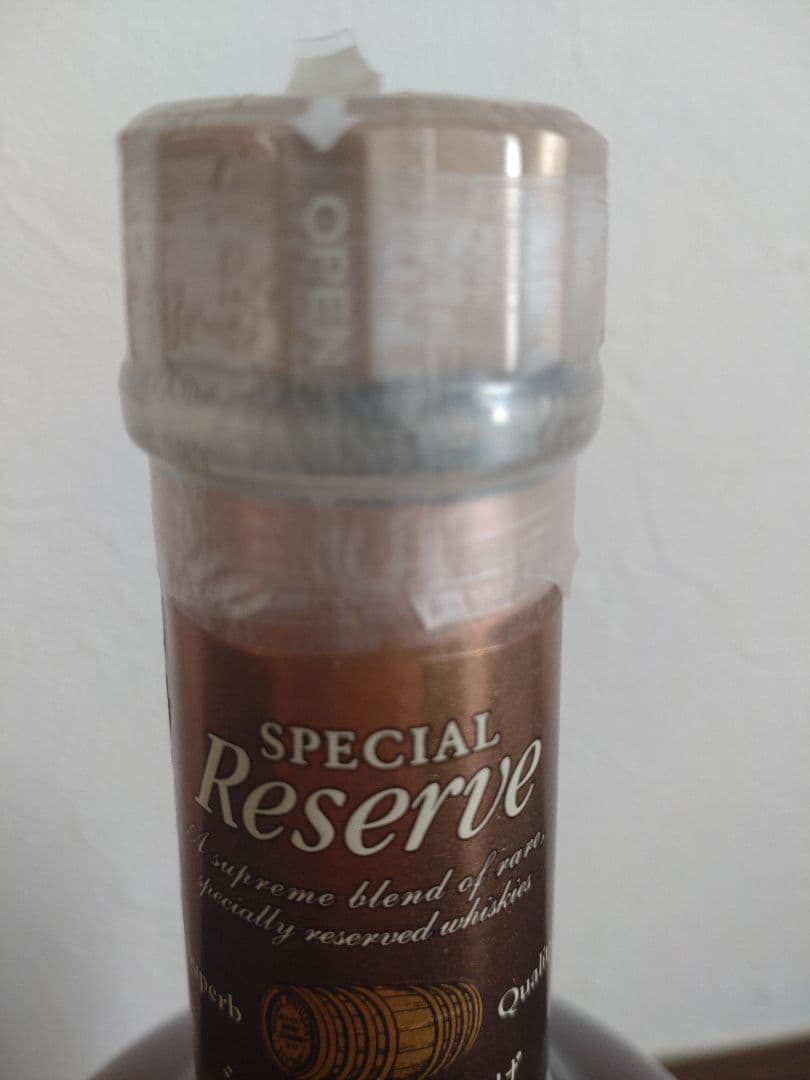 OPEN
SPECIAL
Reserve
A supreme blend of rare,
specially reserved whiskies